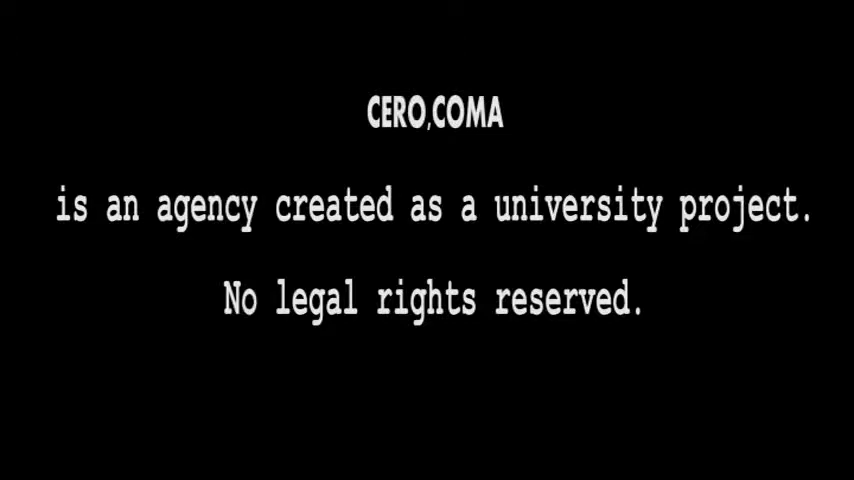 CERO,COMA
is an agency created as a university project.
No legal rights reserved.